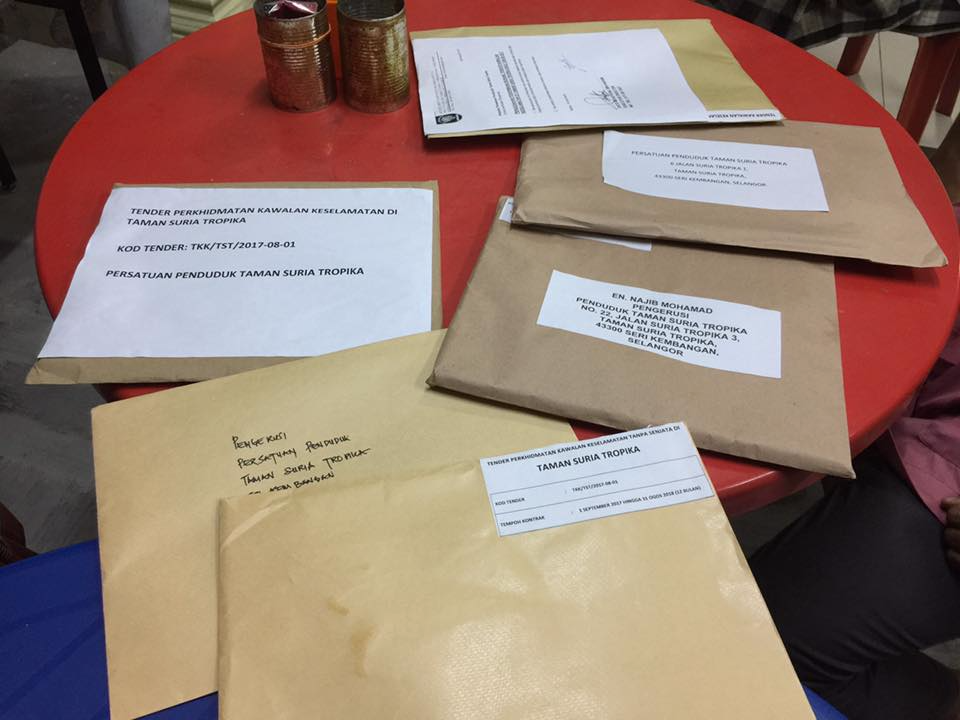 TENDER KAWALAN KESELAM
PERSATUAN PENDUDUK TAMAN SURIA TROPIKA
6 JALAN SURIA TROPIKA 1,
TAMAN SURIA TROPIKA,
43300 SERI KEMBANGAN, SELANGOR
TENDER PERKHIDMATAN KAWALAN KESELAMATAN DI
TAMAN SURIA TROPIKA
KOD TENDER: TKK/TST/2017-08-01
PERSATUAN PENDUDUK TAMAN SURIA TROPIKA
EN. NAJIB MOHAMAD
PENGERUSI
PENDUDUK TAMAN SURIA TROPIKA
NO. 22, JALAN SURIA TROPIKA 3,
TAMAN SURIA TROPIKA,
43300 SERI KEMBANGAN,
SELANGOR
PENGERUSI
PERSATUAN PENDUDUK
TAMAN SURIA TROPIKA
TENDER PERKHIDMATAN KAWALAN KESELAMATAN TANPA SENJATA DI
TAMAN SURIA TROPIKA
KOD TENDER : TKK/TST/2017-08-01
TEMPOH KONTRAK : 1 SEPTEMBER 2017 HINGGA 31 OGOS 2018 (12 BULAN)